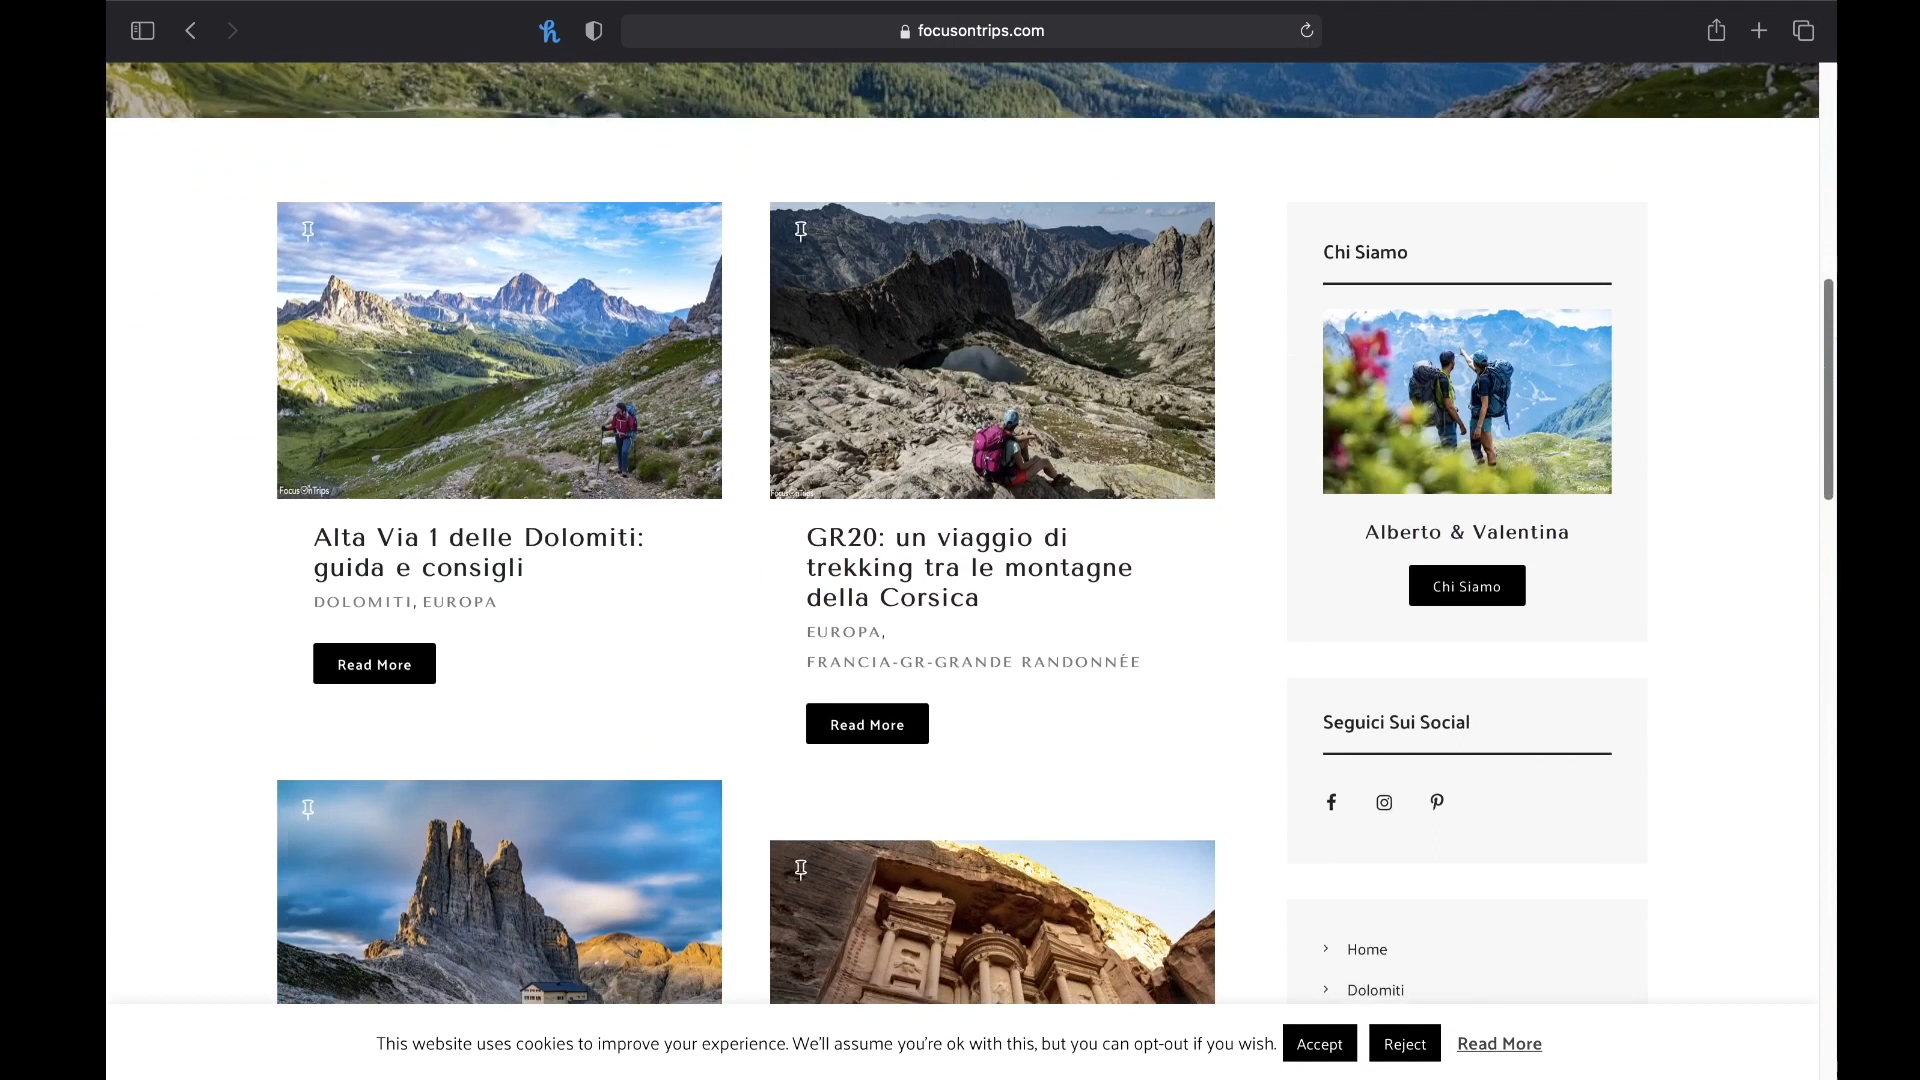 focusontrips.com
FocusOnTrips
FocusOnTrips
Alta Via 1 delle Dolomiti:
guida e consigli
DOLOMITI, EUROPA
Read More
GR20: un viaggio di
trekking tra le montagne
della Corsica
EUROPA,
FRANCIA-GR-GRANDE RANDONNÉE
Read More
Chi Siamo
Alberto & Valentina
Chi Siamo
Seguici Sui Social
Home
Dolomiti
This website uses cookies to improve your experience. We'll assume you're ok with this, but you can opt-out if you wish. Accept Reject Read More